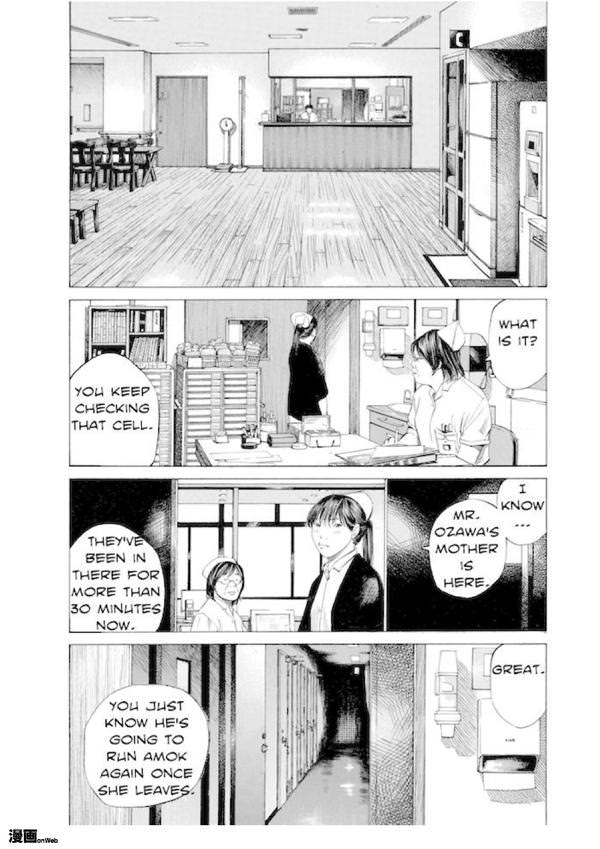 WHAT
IS IT?
YOU KEEP
CHECKING
THAT CELL.
I
KNOW
...
MR.
OZAWA'S
MOTHER
IS
HERE.
THEY'VE
BEEN IN
THERE FOR
MORE THAN
30 MINUTES
NOW.
GREAT.
YOU JUST
KNOW HE'S
GOING TO
RUN AMOK
AGAIN ONCE
SHE LEAVES.
漫画onWeb